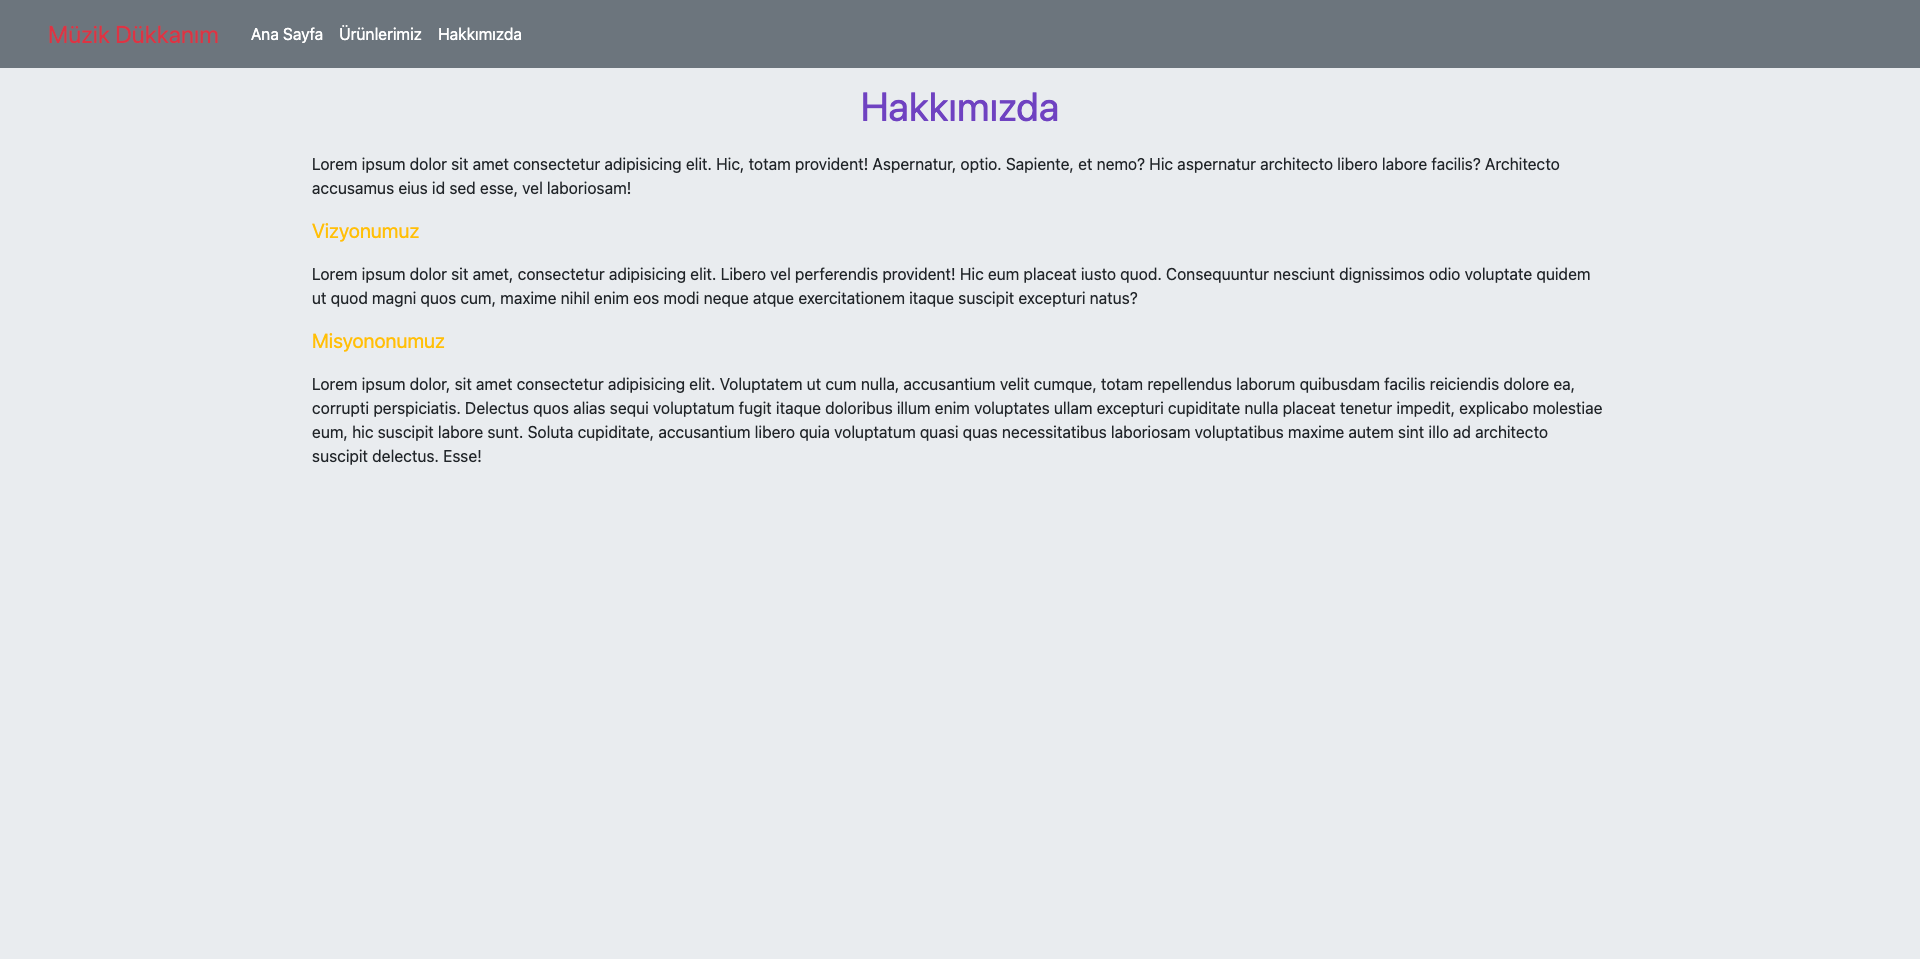 Müzik Dükkanım Ana Sayfa Ürünlerimiz Hakkımızda
Hakkımızda
Lorem ipsum dolor sit amet consectetur adipisicing elit. Hic, totam provident! Aspernatur, optio. Sapiente, et nemo? Hic aspernatur architecto libero labore facilis? Architecto
accusamus eius id sed esse, vel laboriosam!
Vizyonumuz
Lorem ipsum dolor sit amet, consectetur adipisicing elit. Libero vel perferendis provident! Hic eum placeat iusto quod. Consequuntur nesciunt dignissimos odio voluptate quidem
ut quod magni quos cum, maxime nihil enim eos modi neque atque exercitationem itaque suscipit excepturi natus?
Misyononumuz
Lorem ipsum dolor, sit amet consectetur adipisicing elit. Voluptatem ut cum nulla, accusantium velit cumque, totam repellendus laborum quibusdam facilis reiciendis dolore ea,
corrupti perspiciatis. Delectus quos alias sequi voluptatum fugit itaque doloribus illum enim voluptates ullam excepturi cupiditate nulla placeat tenetur impedit, explicabo molestiae
eum, hic suscipit labore sunt. Soluta cupiditate, accusantium libero quia voluptatum quasi quas necessitatibus laboriosam voluptatibus maxime autem sint illo ad architecto
suscipit delectus. Esse!